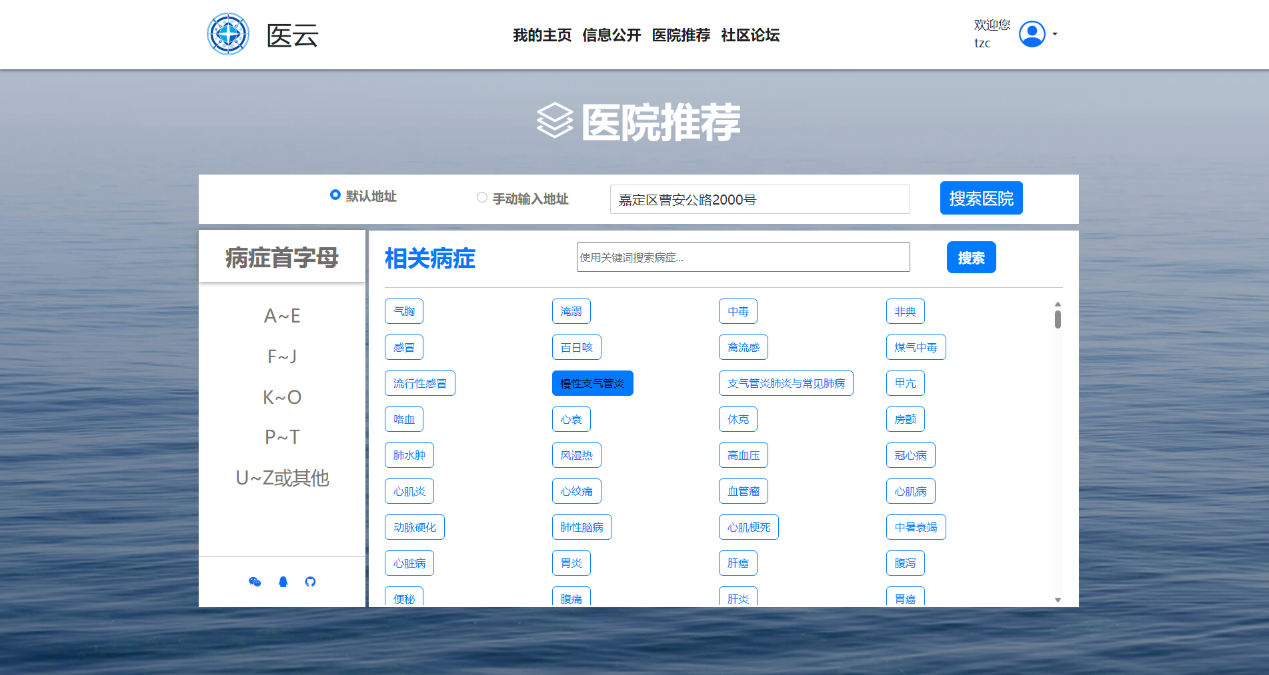 医云
我的主页 信息公开 医院推荐 社区论坛
欢迎您
tzc
医院推荐
默认地址 手动输入地址 嘉定区曹安公路2000号 搜索医院
病症首字母
A~E
F~J
K~O
P~T
U~Z或其他
相关病症 使用关键词搜索病症... 搜索
气胸 淹溺 中毒 非典
感冒 百日咳 禽流感 煤气中毒
流行性感冒 慢性支气管炎 支气管炎肺炎与常见肺病 甲亢
咯血 心衰 休克 房颤
肺水肿 风湿热 高血压 冠心病
心肌炎 心绞痛 血管瘤 心肌病
动脉硬化 肺性脑病 心肌梗死 中暑衰竭
心脏病 胃炎 肝癌 腹泻
便秘 腹痛 肝炎 胃癌